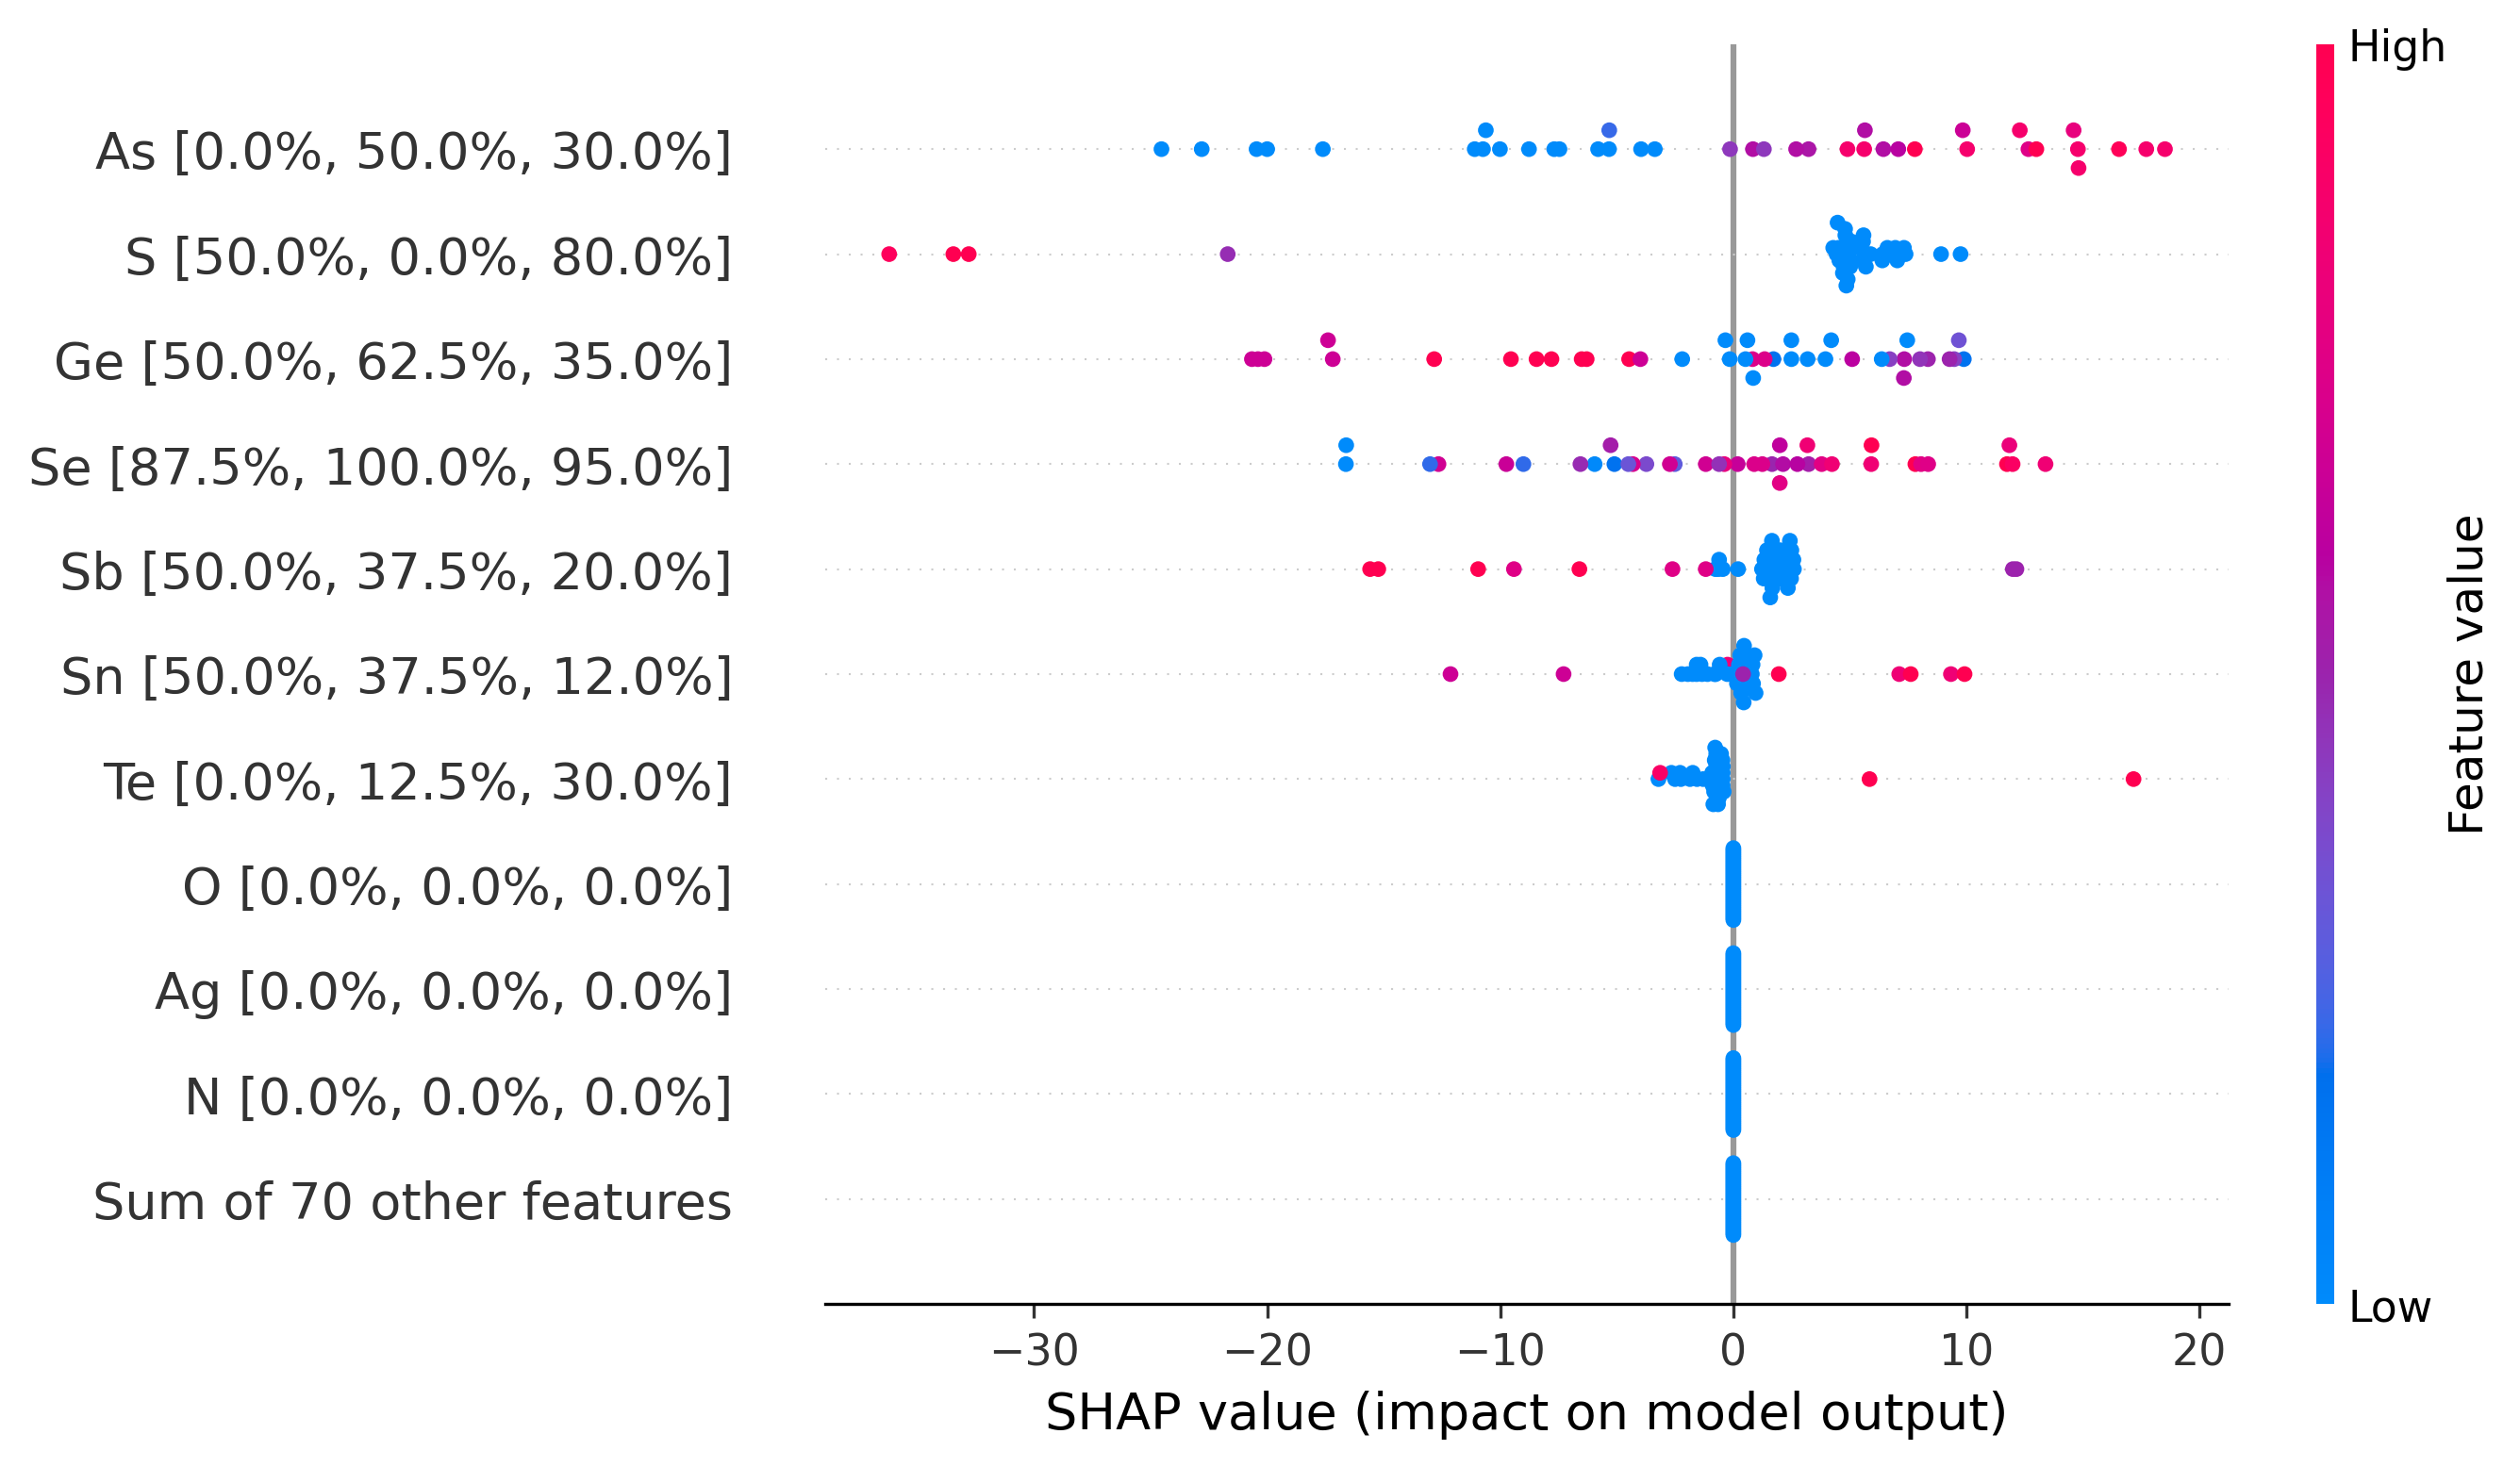 High
As [0.0%, 50.0%, 30.0%]
S [50.0%, 0.0%, 80.0%]
Ge [50.0%, 62.5%, 35.0%]
Se [87.5%, 100.0%, 95.0%]
Sb [50.0%, 37.5%, 20.0%]
Sn [50.0%, 37.5%, 12.0%]
Te [0.0%, 12.5%, 30.0%]
O [0.0%, 0.0%, 0.0%]
Ag [0.0%, 0.0%, 0.0%]
N [0.0%, 0.0%, 0.0%]
Sum of 70 other features
Feature value
Low
−30 −20 −10 0 10 20
SHAP value (impact on model output)